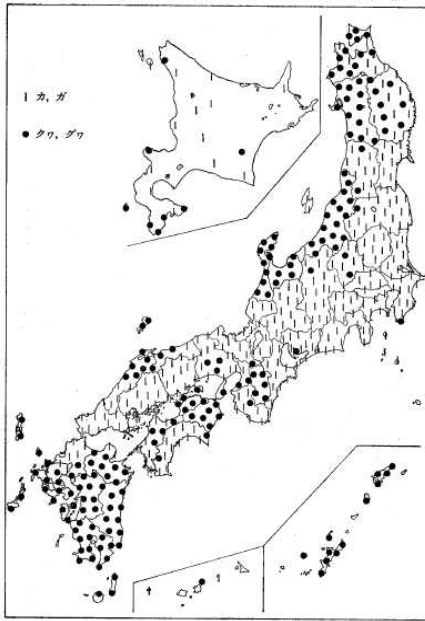 | カ, ガ
● クヮ, グヮ